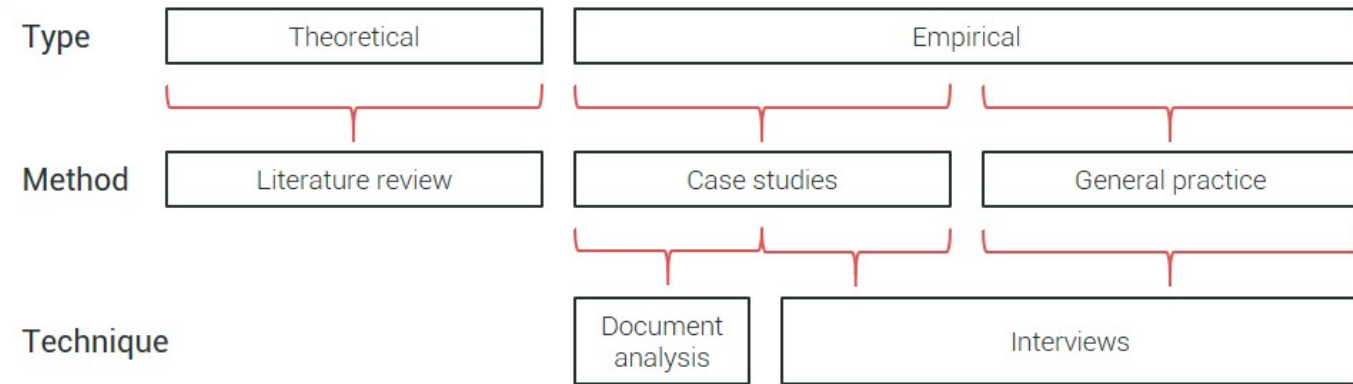 Type
Theoretical
Empirical
Method
Literature review
Case studies
General practice
Technique
Document
analysis
Interviews